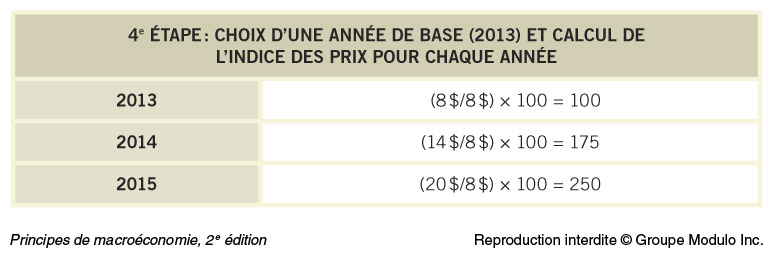 4e ÉTAPE : CHOIX D’UNE ANNÉE DE BASE (2013) ET CALCUL DE
L’INDICE DES PRIX POUR CHAQUE ANNÉE
2013 (8 $/8 $) × 100 = 100
2014 (14 $/8 $) × 100 = 175
2015 (20 $/8 $) × 100 = 250
Principes de macroéconomie, 2e édition Reproduction interdite © Groupe Modulo Inc.